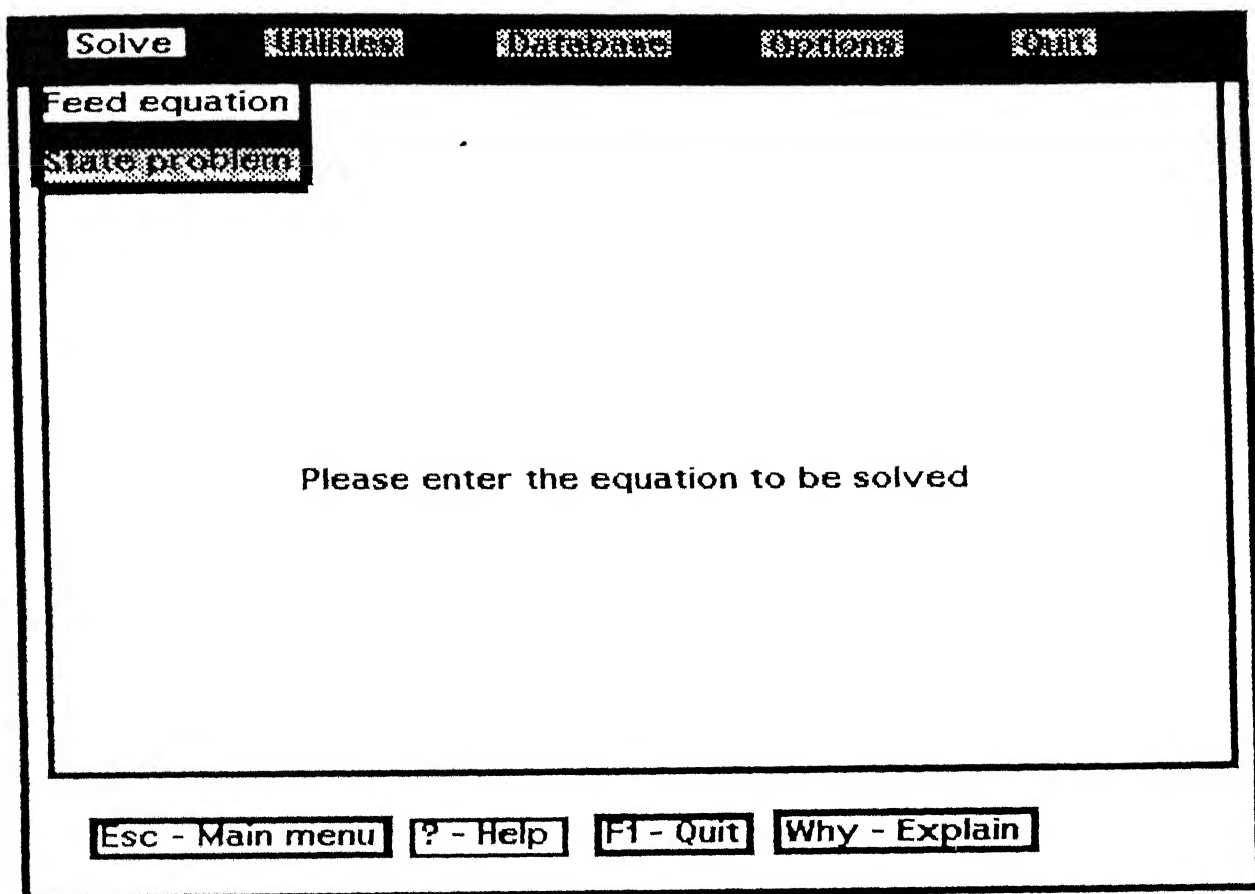 Solve Utilities Database Options Quit
Feed equation
State problem
Please enter the equation to be solved
Esc - Main menu ? - Help F1 - Quit Why - Explain